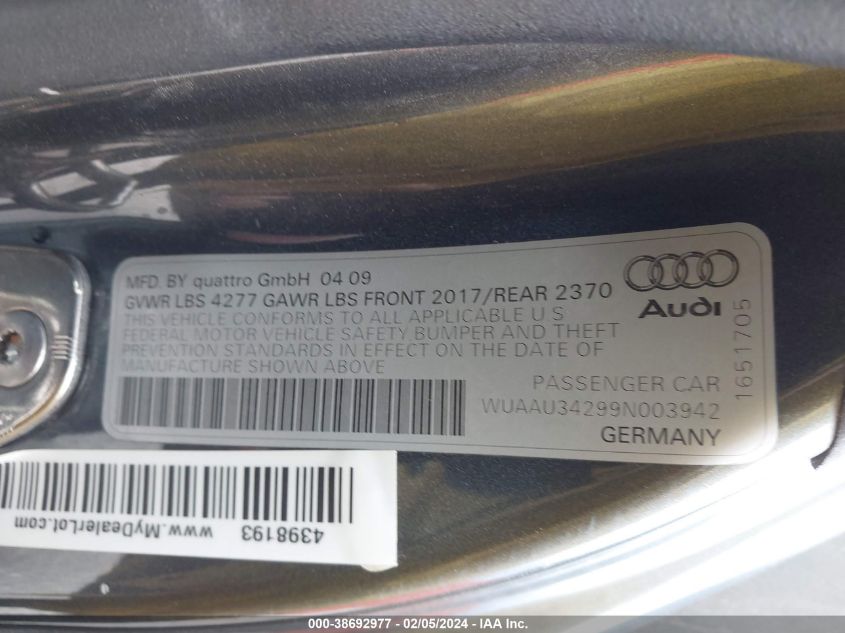 MFD. BY quattro GmbH 04 09
GVWR LBS 4277 GAWR LBS FRONT 2017/REAR 2370
THIS VEHICLE CONFORMS TO ALL APPLICABLE U S
FEDERAL MOTOR VEHICLE SAFETY BUMPER AND THEFT
PREVENTION STANDARDS IN EFFECT ON THE DATE OF
MANUFACTURE SHOWN ABOVE
Audi
1651705
PASSENGER CAR
WUAAU34299N003942
GERMANY
4398193
www.MyDealerLot.com
000-38692977 - 02/05/2024 - IAA Inc.